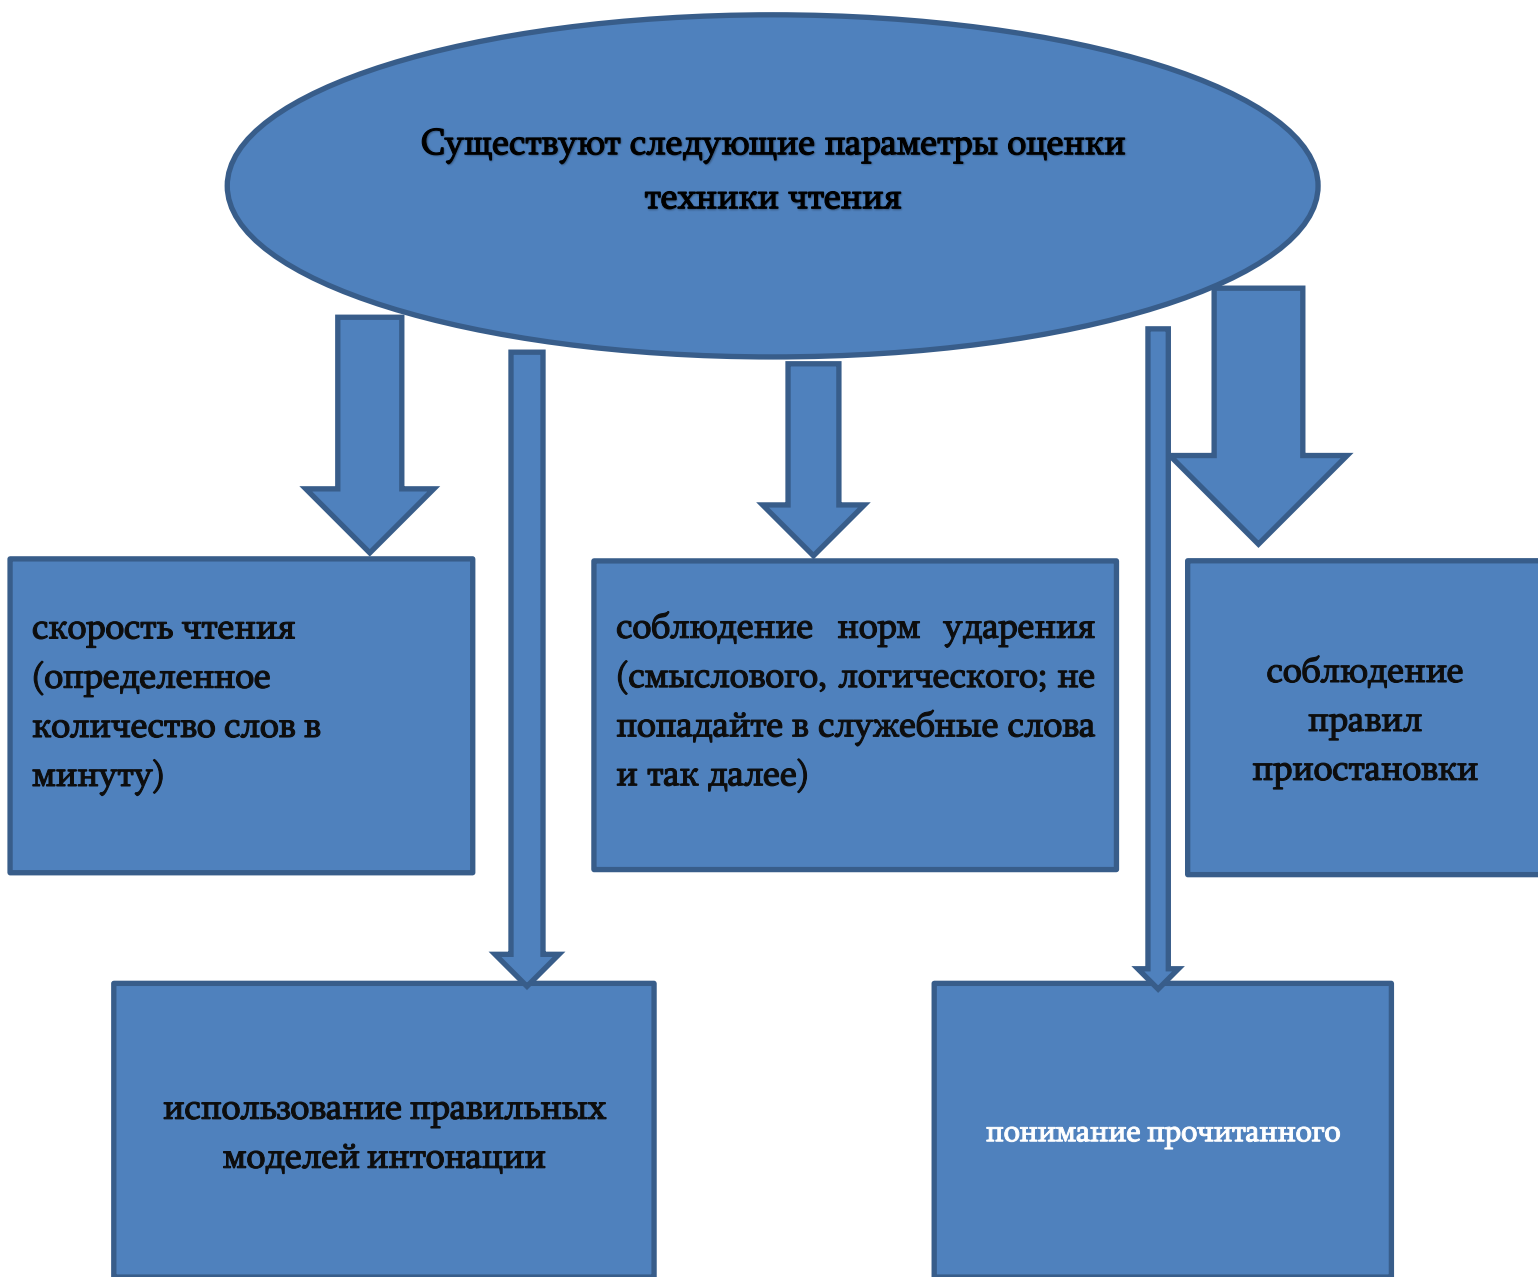 Существуют следующие параметры оценки
техники чтения
скорость чтения
(определенное
количество слов в
минуту)
соблюдение норм ударения
(смыслового, логического; не
попадайте в служебные слова
и так далее)
соблюдение
правил
приостановки
использование правильных
моделей интонации
понимание прочитанного